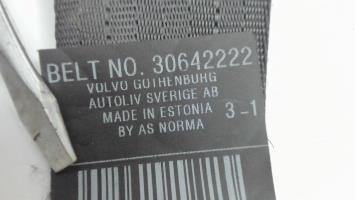 BELT NO. 30642222
VOLVO GOTHENBURG
AUTOLIV SVERIGE AB
MADE IN ESTONIA 3-1
BY AS NORMA